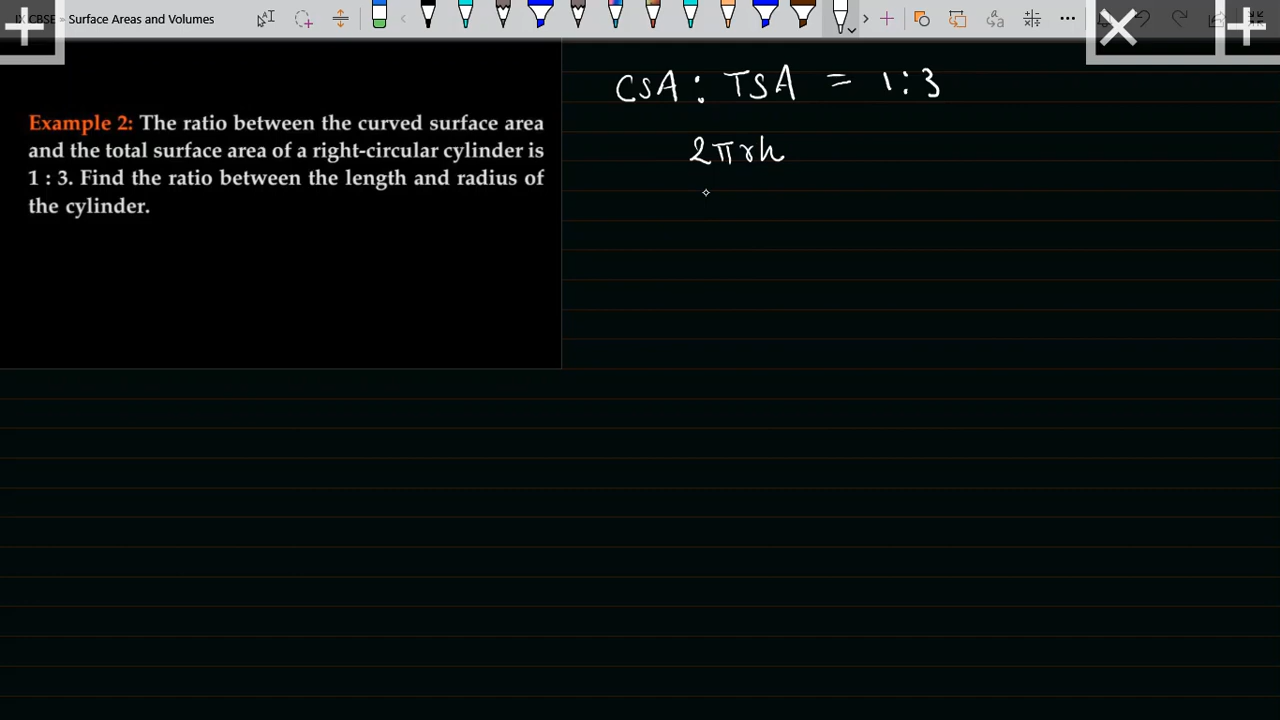 IX CBSE » Surface Areas and Volumes
Example 2: The ratio between the curved surface area
and the total surface area of a right-circular cylinder is
1 : 3. Find the ratio between the length and radius of
the cylinder.
CSA : TSA = 1 : 3
2πrh